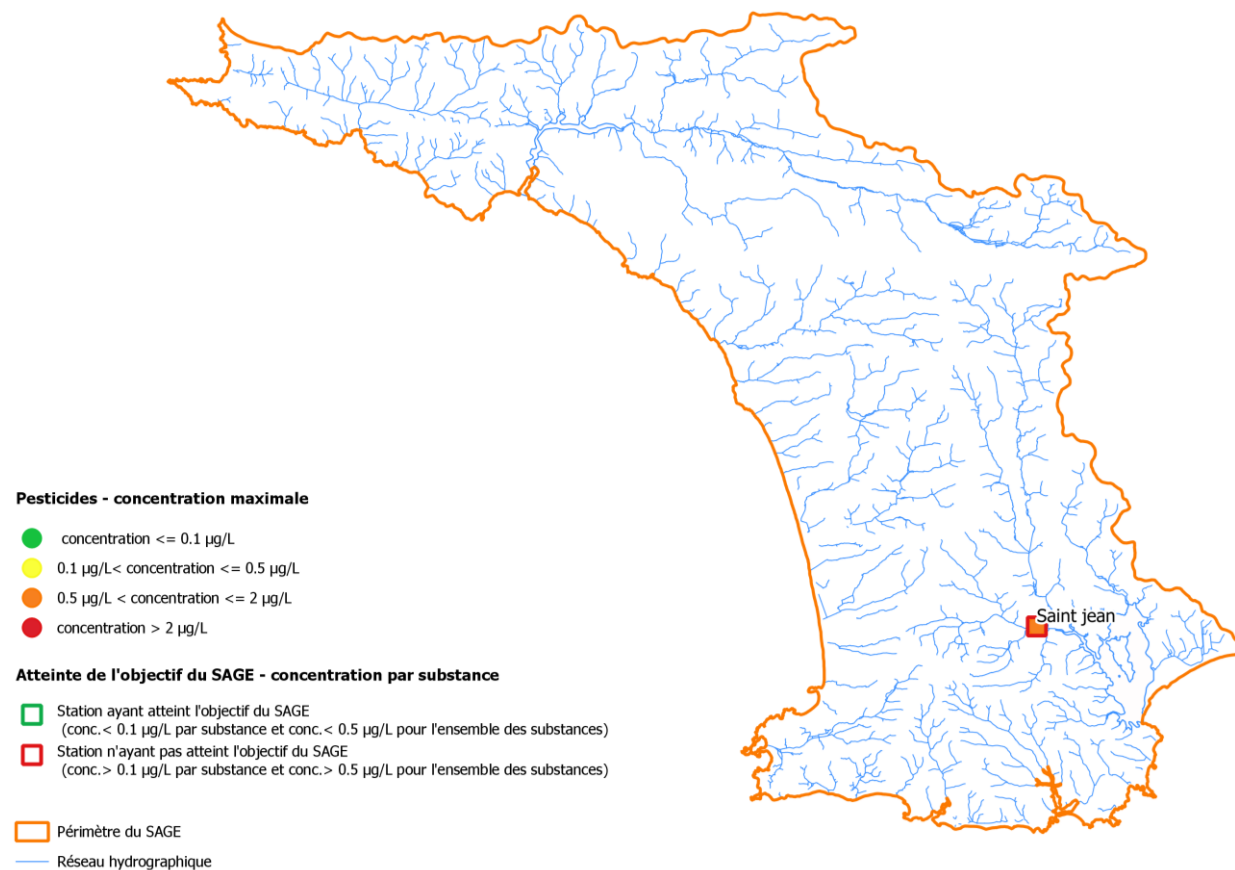 Saint jean
Pesticides - concentration maximale
concentration <= 0.1 µg/L
0.1 µg/L< concentration <= 0.5 µg/L
0.5 µg/L < concentration <= 2 µg/L
concentration > 2 µg/L
Atteinte de l'objectif du SAGE - concentration par substance
Station ayant atteint l'objectif du SAGE
(conc.< 0.1 µg/L par substance et conc.< 0.5 µg/L pour l'ensemble des substances)
Station n'ayant pas atteint l'objectif du SAGE
(conc.> 0.1 µg/L par substance et conc.> 0.5 µg/L pour l'ensemble des substances)
Périmètre du SAGE
Réseau hydrographique